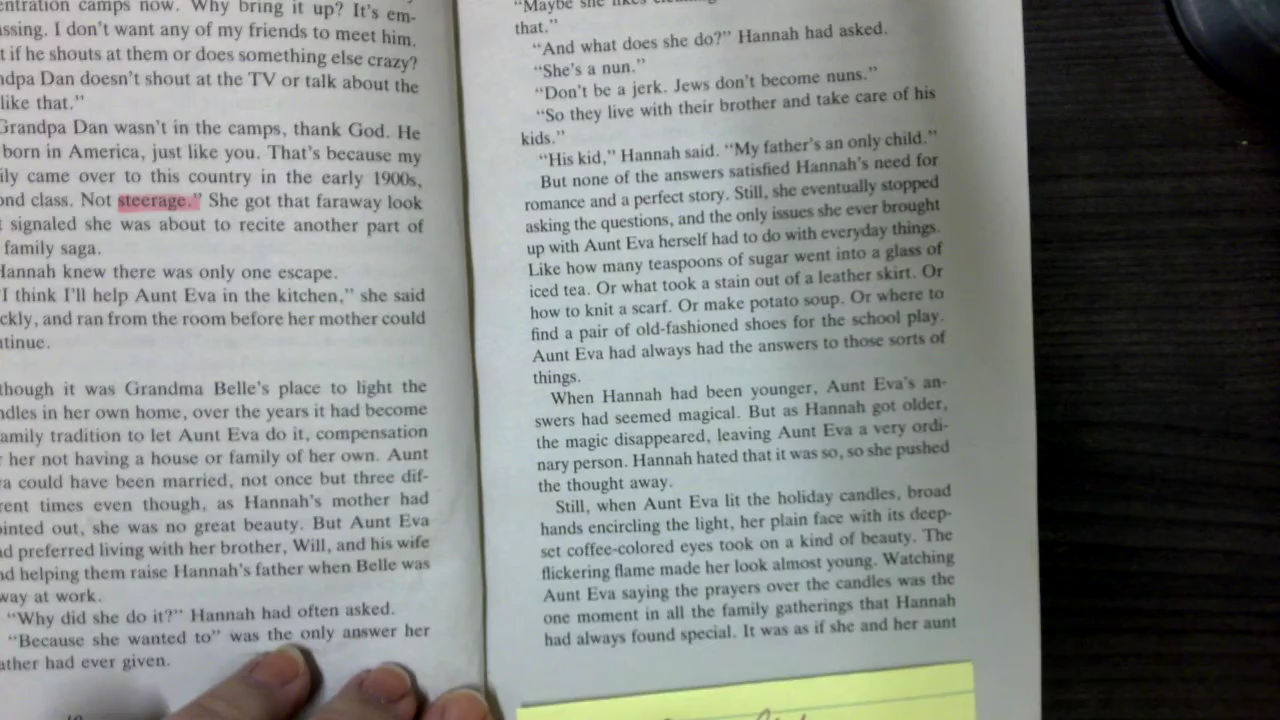 entration camps now. Why bring it up? It's em-
assing. I don't want any of my friends to meet him.
t if he shouts at them or does something else crazy?
ndpa Dan doesn't shout at the TV or talk about the
like that."
Grandpa Dan wasn't in the camps, thank God. He
born in America, just like you. That's because my
ily came over to this country in the early 1900s,
ond class. Not steerage." She got that faraway look
t signaled she was about to recite another part of
family saga.
Hannah knew there was only one escape.
"I think I'll help Aunt Eva in the kitchen," she said
ckly, and ran from the room before her mother could
ntinue.
though it was Grandma Belle's place to light the
ndles in her own home, over the years it had become
amily tradition to let Aunt Eva do it, compensation
r her not having a house or family of her own. Aunt
va could have been married, not once but three dif-
rent times even though, as Hannah's mother had
ointed out, she was no great beauty. But Aunt Eva
ad preferred living with her brother, Will, and his wife
nd helping them raise Hannah's father when Belle was
way at work.
"Why did she do it?" Hannah had often asked.
"Because she wanted to" was the only answer her
ather had ever given.
"Maybe she likes
that."
"And what does she do?" Hannah had asked.
"She's a nun."
"Don't be a jerk. Jews don't become nuns."
"So they live with their brother and take care of his
kids."
"His kid," Hannah said. "My father's an only child."
But none of the answers satisfied Hannah's need for
romance and a perfect story. Still, she eventually stopped
asking the questions, and the only issues she ever brought
up with Aunt Eva herself had to do with everyday things.
Like how many teaspoons of sugar went into a glass of
iced tea. Or what took a stain out of a leather skirt. Or
how to knit a scarf. Or make potato soup. Or where to
find a pair of old-fashioned shoes for the school play.
Aunt Eva had always had the answers to those sorts of
things.
When Hannah had been younger, Aunt Eva's an-
swers had seemed magical. But as Hannah got older,
the magic disappeared, leaving Aunt Eva a very ordi-
nary person. Hannah hated that it was so, so she pushed
the thought away.
Still, when Aunt Eva lit the holiday candles, broad
hands encircling the light, her plain face with its deep-
set coffee-colored eyes took on a kind of beauty. The
flickering flame made her look almost young. Watching
Aunt Eva saying the prayers over the candles was the
one moment in all the family gatherings that Hannah
had always found special. It was as if she and her aunt